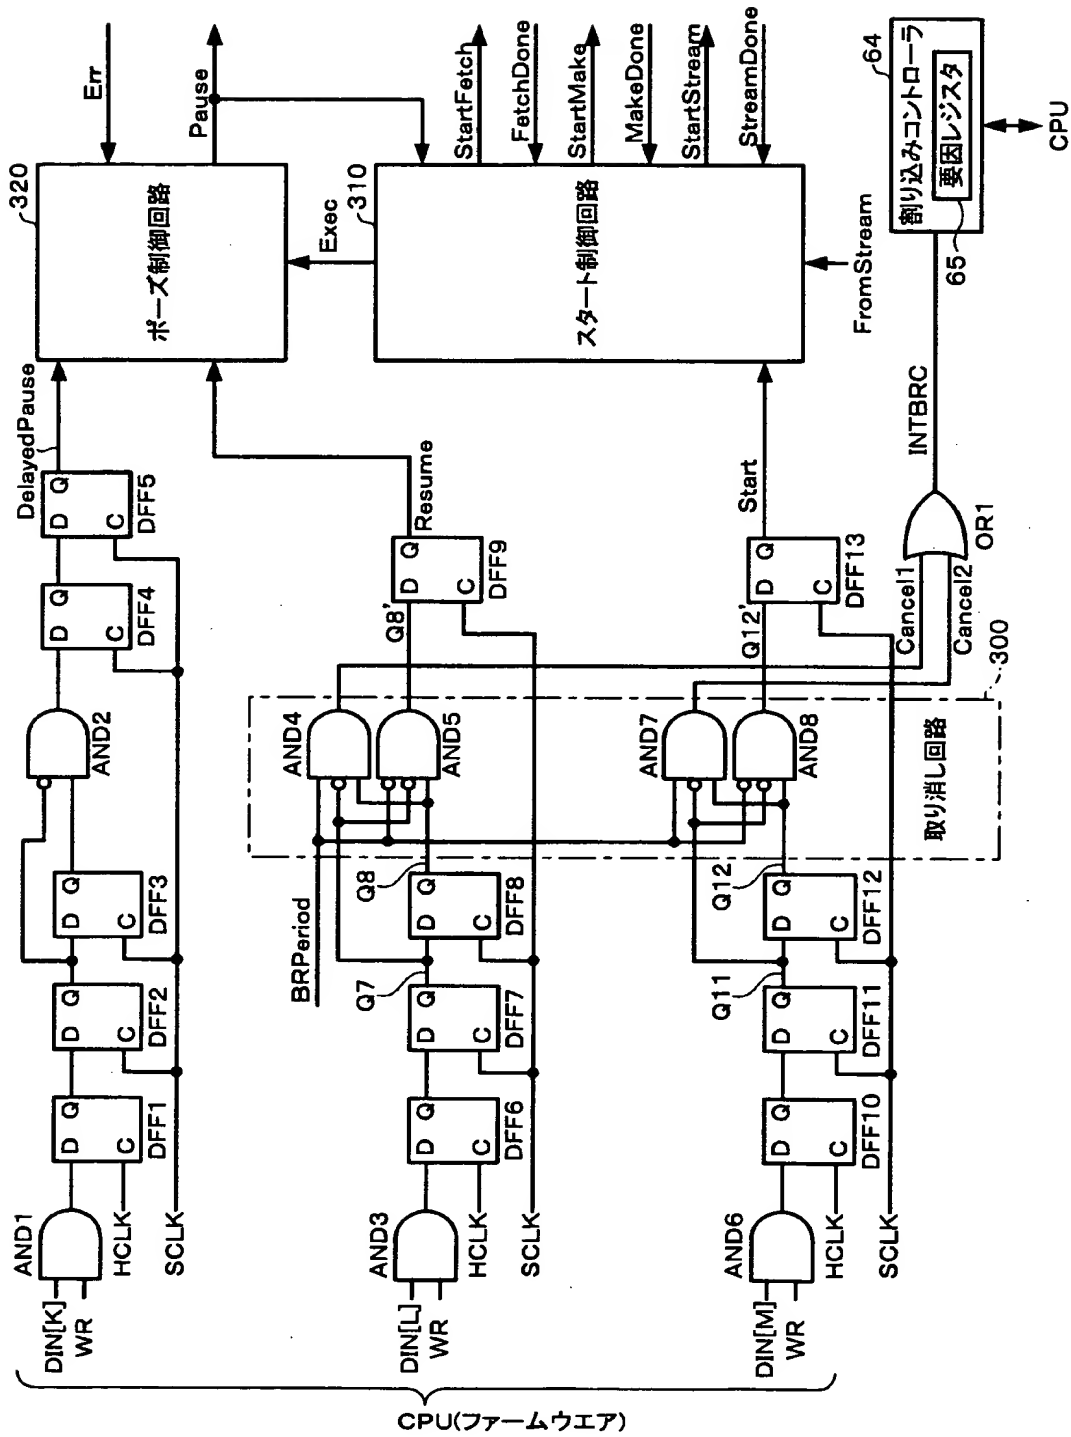 CPU(ファームウエア)
DIN[K]
WR
AND1
HCLK
SCLK
D
Q
C
DFF1
D
Q
C
DFF2
D
Q
C
DFF3
AND2
D
Q
C
DFF4
D
Q
C
DFF5
DelayedPause
320
ポーズ制御回路
Err
Pause
DIN[L]
WR
AND3
HCLK
SCLK
D
Q
C
DFF6
D
Q
C
DFF7
Q7
BRPeriod
D
Q
C
DFF8
Q8
AND4
AND5
Q8'
D
Q
C
DFF9
Resume
Exec
310
スタート制御回路
StartFetch
FetchDone
StartMake
MakeDone
StartStream
StreamDone
FromStream
DIN[M]
WR
AND6
HCLK
SCLK
D
Q
C
DFF10
D
Q
C
DFF11
Q11
D
Q
C
DFF12
Q12
AND7
AND8
Q12'
D
Q
C
DFF13
Start
取り消し回路
300
Cancel1
Cancel2
OR1
INTBRC
64
割り込みコントローラ
要因レジスタ
65
CPU